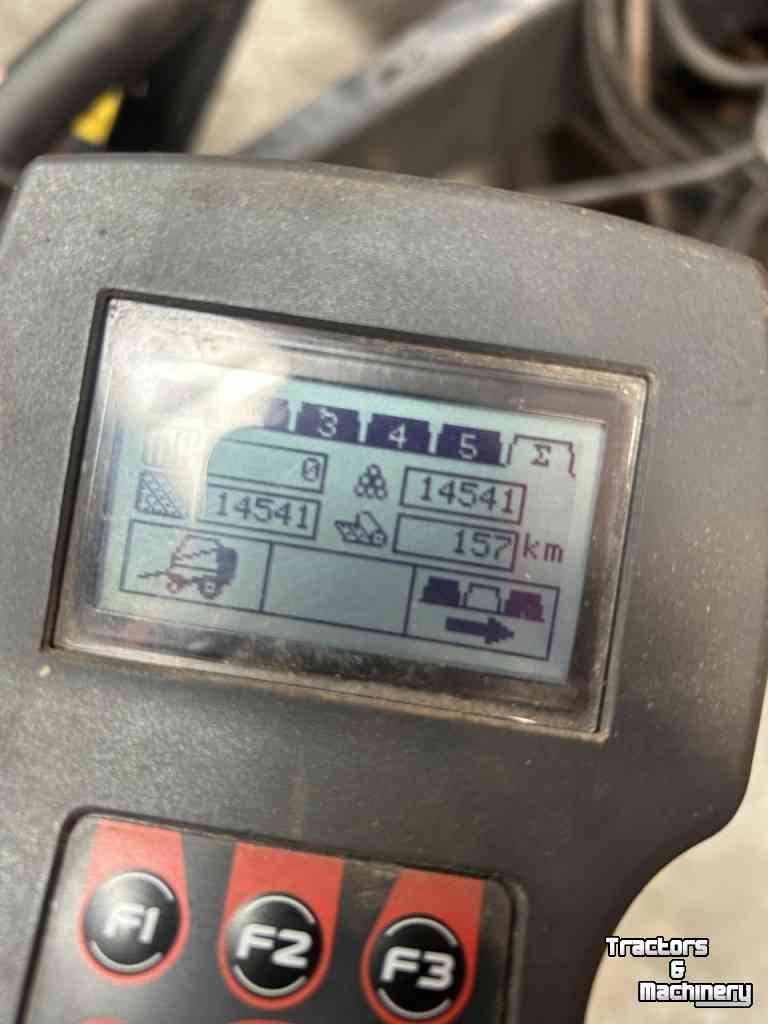 3 4 5 Σ
0 14541
14541 157 km
F1 F2 F3
Tractors
&
Machinery